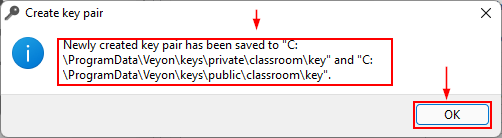 Create key pair
Newly created key pair has been saved to "C:
\ProgramData\Veyon\keys\private\classroom\key" and "C:
\ProgramData\Veyon\keys\public\classroom\key".
OK